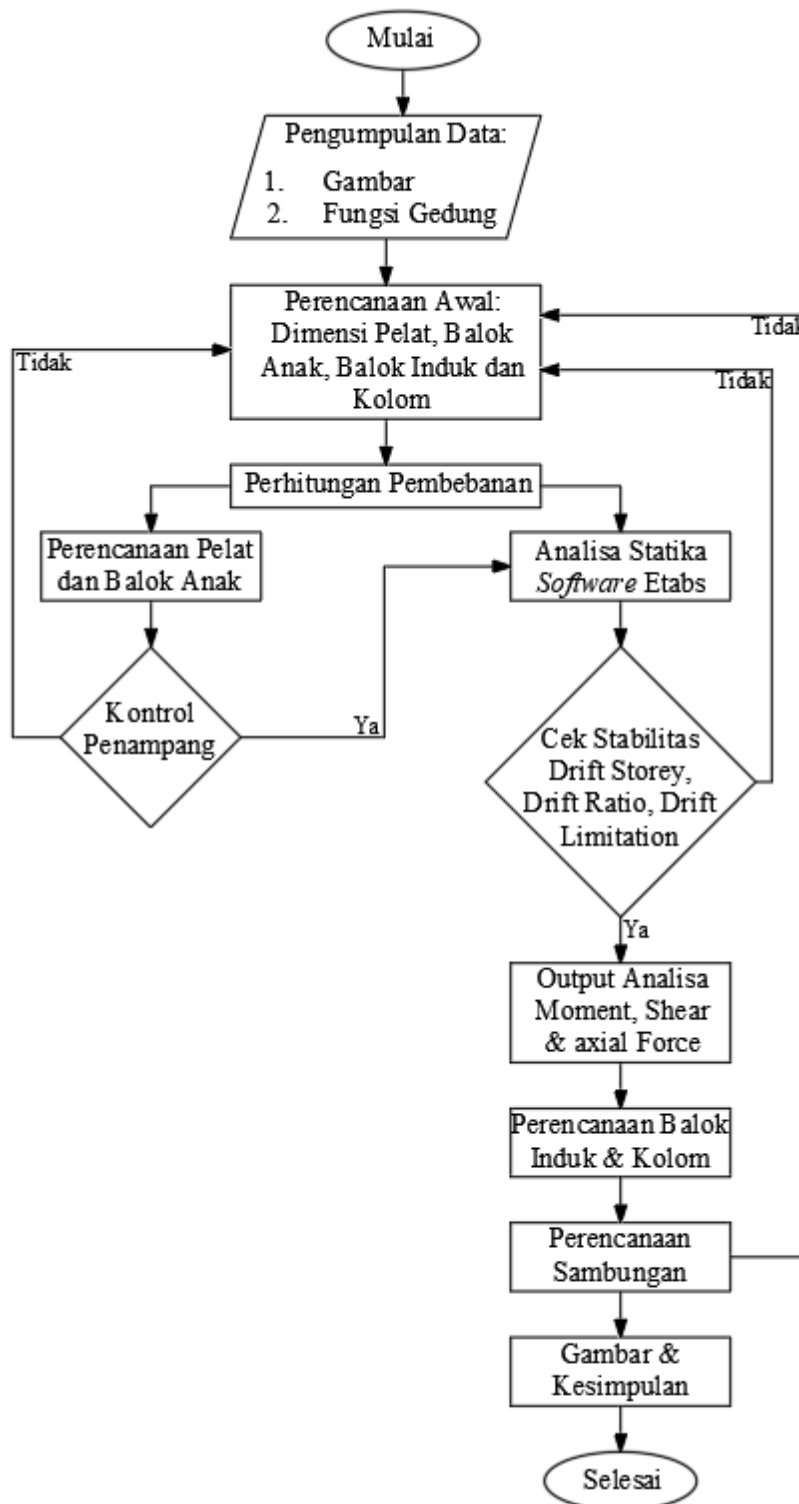 Mulai
Pengumpulan Data:
1. Gambar
2. Fungsi Gedung
Perencanaan Awal:
Dimensi Pelat, Balok
Anak, Balok Induk dan
Kolom
Tidak
Tidak
Tidak
Perhitungan Pembebanan
Perencanaan Pelat
dan Balok Anak
Analisa Statika
Software Etabs
Kontrol
Penampang
Ya
Cek Stabilitas
Drift Storey,
Drift Ratio, Drift
Limitation
Ya
Output Analisa
Moment, Shear
& axial Force
Perencanaan Balok
Induk & Kolom
Perencanaan
Sambungan
Gambar &
Kesimpulan
Selesai